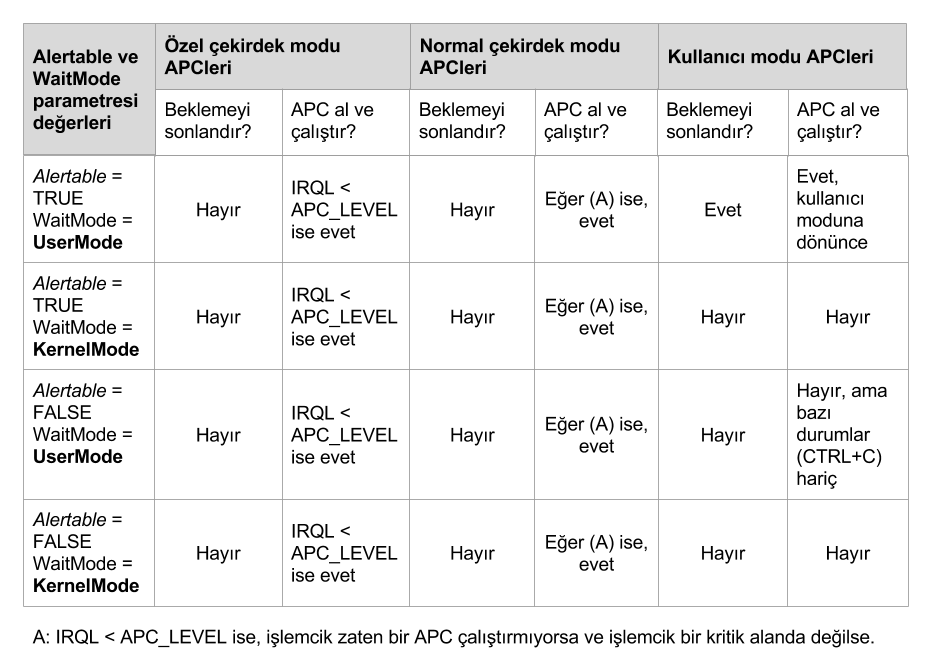 Alertable ve
WaitMode
parametresi
değerleri
Özel çekirdek modu
APCleri
Normal çekirdek modu
APCleri
Kullanıcı modu APCleri
Beklemeyi
sonlandır?
APC al ve
çalıştır?
Beklemeyi
sonlandır?
APC al ve
çalıştır?
Beklemeyi
sonlandır?
APC al ve
çalıştır?
Alertable =
TRUE
WaitMode =
UserMode
Hayır
IRQL <
APC_LEVEL
ise evet
Hayır
Eğer (A) ise,
evet
Evet
Evet,
kullanıcı
moduna
dönünce
Alertable =
TRUE
WaitMode =
KernelMode
Hayır
IRQL <
APC_LEVEL
ise evet
Hayır
Eğer (A) ise,
evet
Hayır
Hayır
Alertable =
FALSE
WaitMode =
UserMode
Hayır
IRQL <
APC_LEVEL
ise evet
Hayır
Eğer (A) ise,
evet
Hayır
Hayır, ama
bazı
durumlar
(CTRL+C)
hariç
Alertable =
FALSE
WaitMode =
KernelMode
Hayır
IRQL <
APC_LEVEL
ise evet
Hayır
Eğer (A) ise,
evet
Hayır
Hayır
A: IRQL < APC_LEVEL ise, işlemcik zaten bir APC çalıştırmıyorsa ve işlemcik bir kritik alanda değilse.